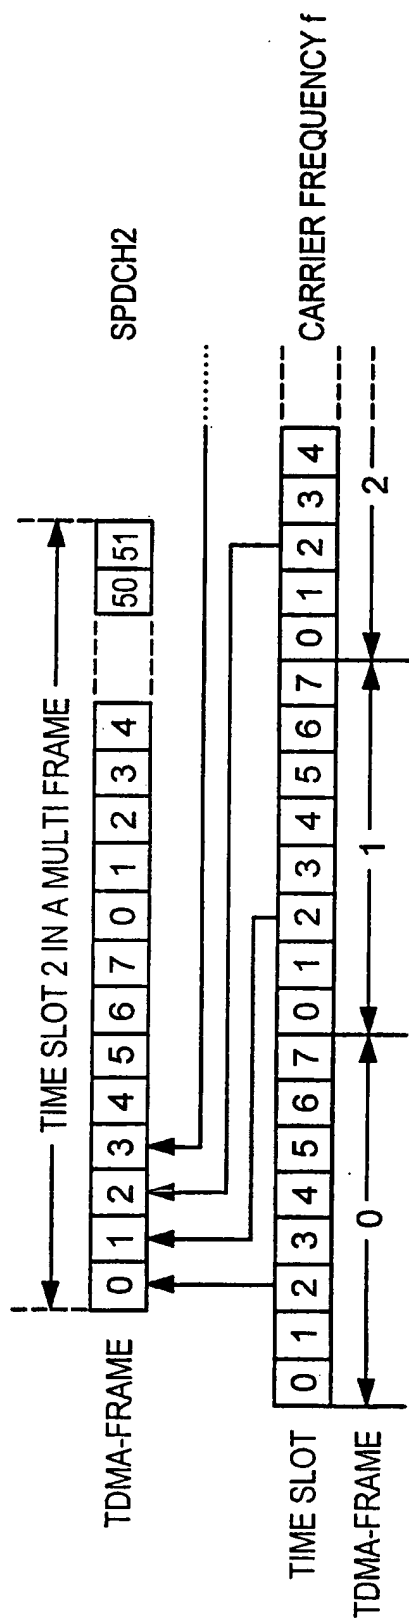 TIME SLOT 2 IN A MULTI FRAME
TDMA-FRAME 0 1 2 3 4 5 6 7 0 1 2 3 4 50 51 SPDCH2
TIME SLOT 0 1 2 3 4 5 6 7 0 1 2 3 4 5 6 7 0 1 2 3 4 CARRIER FREQUENCY f
TDMA-FRAME 0 1 2